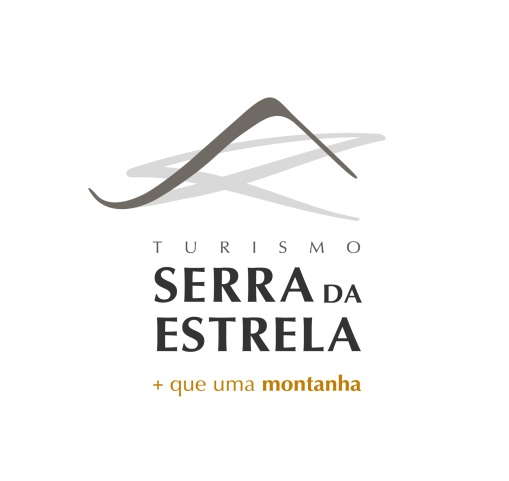 TURISMO
SERRA DA
ESTRELA
+ que uma montanha